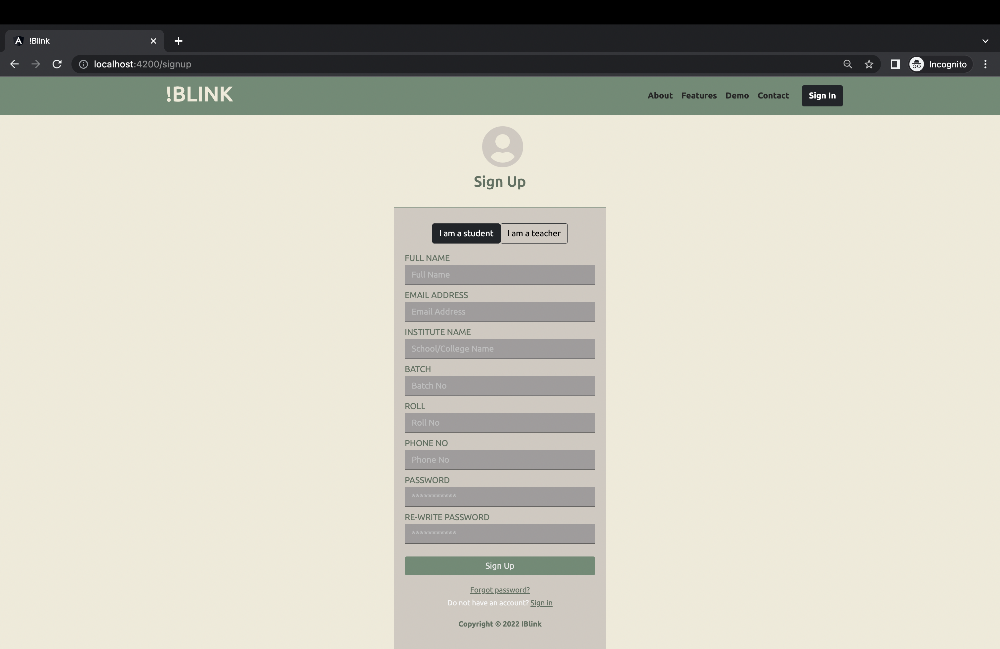 !Blink
localhost:4200/signup
Incognito
!BLINK
About Features Demo Contact Sign In
Sign Up
I am a student I am a teacher
FULL NAME
Full Name
EMAIL ADDRESS
Email Address
INSTITUTE NAME
School/College Name
BATCH
Batch No
ROLL
Roll No
PHONE NO
Phone No
PASSWORD
***********
RE-WRITE PASSWORD
***********
Sign Up
Forgot password?
Do not have an account? Sign in
Copyright © 2022 !Blink